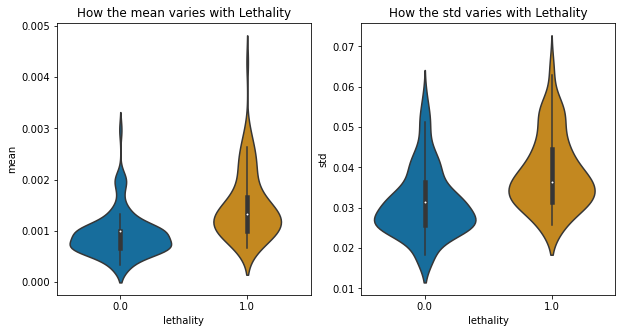 How the mean varies with Lethality
mean
0.005
0.004
0.003
0.002
0.001
0.000
0.0
1.0
lethality
How the std varies with Lethality
std
0.07
0.06
0.05
0.04
0.03
0.02
0.01
0.0
1.0
lethality